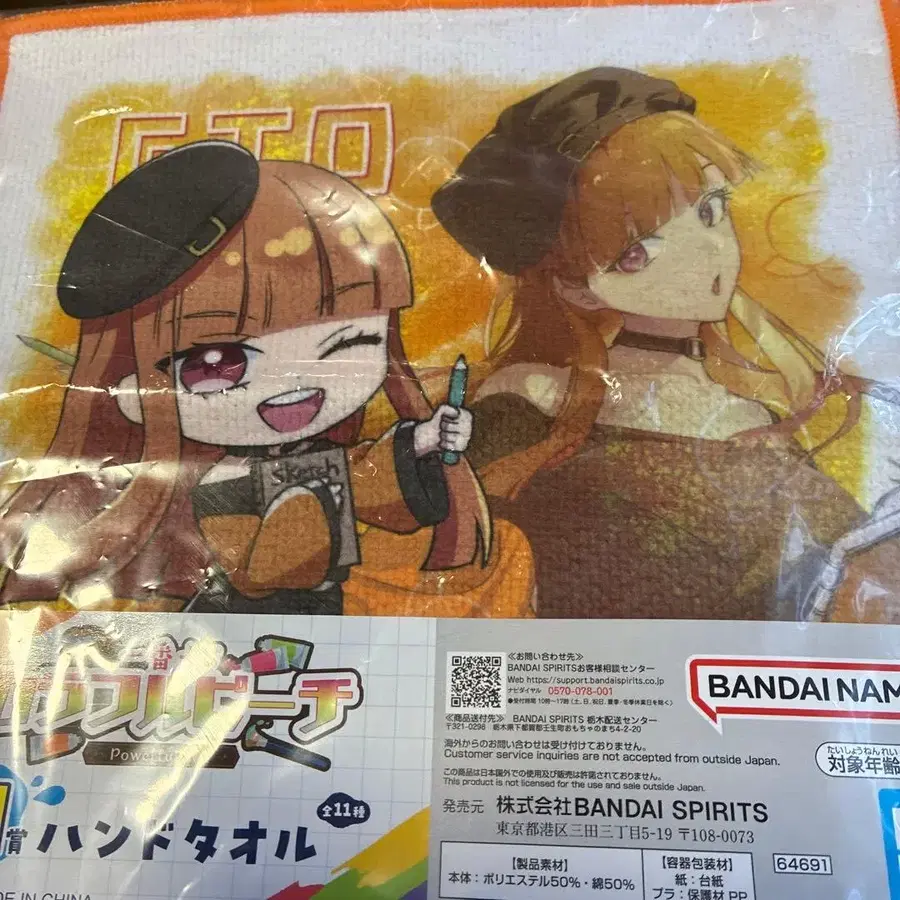 ETO
Sketch
番
カラフルピーチ
賞 ハンドタオル
全11種
DE IN CHINA
≪お問い合わせ先≫
BANDAI SPIRITSお客様相談センター
Web https://support.bandaispirits.co.jp
ナビダイヤル 0570-078-001
●受付時間 10時~17時(土、日、祝日、夏季・冬季休業日を除く)
≪商品送付先≫ BANDAI SPIRITS 栃木配送センター
〒321-0298 栃木県下都賀郡壬生町おもちゃのまち4-2-20
海外からのお問い合わせは受け付けておりません。
Customer service inquiries are not accepted from outside Japan.
この商品は日本国外での使用及び販売は許諾されておりません。
This product is not licensed for the use and sale outside Japan.
発売元 株式会社BANDAI SPIRITS
東京都港区三田三丁目5-19 〒108-0073
【製品素材】
本体:ポリエステル50%・綿50%
【容器包装材】
紙:台紙
プラ:保護材 PP
64691
BANDAI NAM
たいしょうねんれい
対象年齢